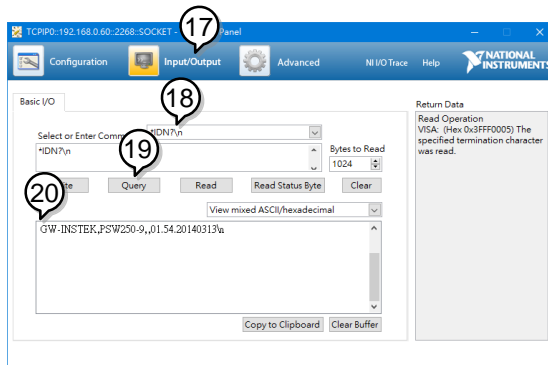 TCPIP0::192.168.0.60::2268::SOCKET - Panel
17
Configuration
Input/Output
Advanced
NI I/O Trace
Help
NATIONAL
INSTRUMENTS
Basic I/O
18
Select or Enter Comm
*IDN?\n
*IDN?\n
19
Bytes to Read
1024
Query
Read
Read Status Byte
Clear
20
View mixed ASCII/hexadecimal
GW-INSTEK,PSW250-9,,01.54.20140313\n
Copy to Clipboard
Clear Buffer
Return Data
Read Operation
VISA: (Hex 0x3FFF0005) The
specified termination character
was read.